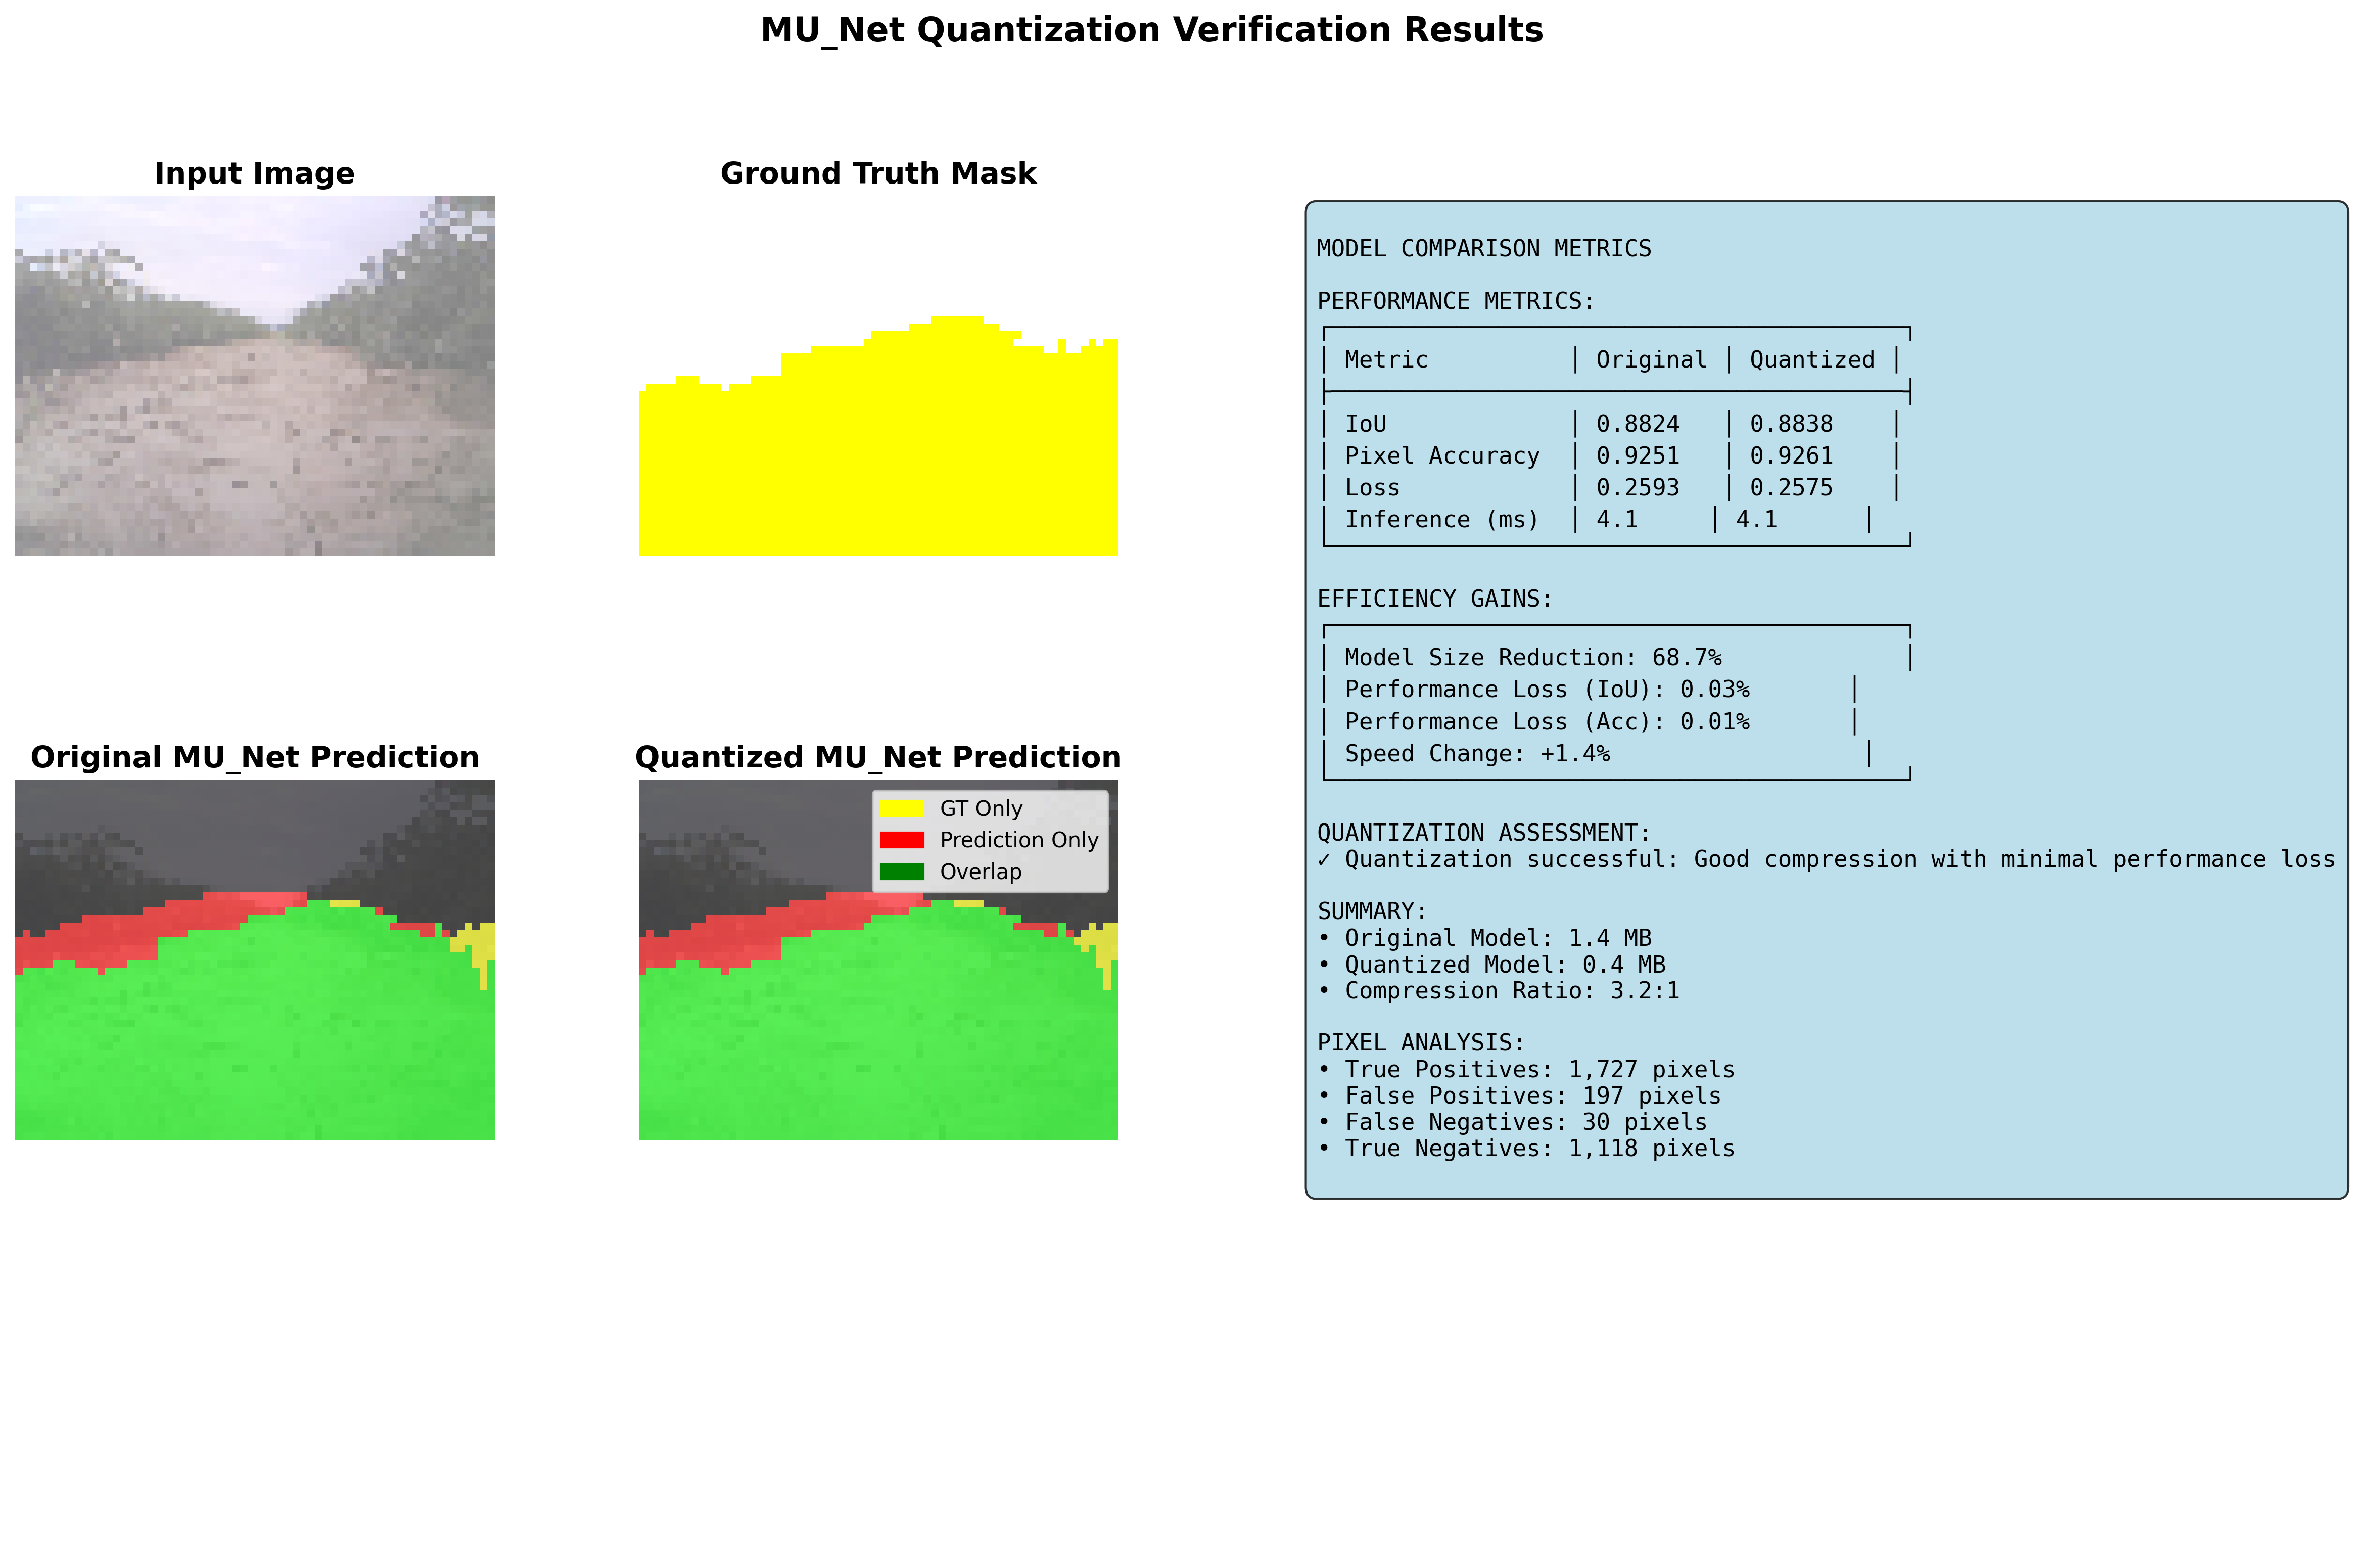 MU_Net Quantization Verification Results
Input Image
Ground Truth Mask
Original MU_Net Prediction
Quantized MU_Net Prediction
GT Only
Prediction Only
Overlap
MODEL COMPARISON METRICS
PERFORMANCE METRICS:
Metric │ Original │ Quantized
IoU │ 0.8824 │ 0.8838
Pixel Accuracy │ 0.9251 │ 0.9261
Loss │ 0.2593 │ 0.2575
Inference (ms) │ 4.1 │ 4.1
EFFICIENCY GAINS:
Model Size Reduction: 68.7%
Performance Loss (IoU): 0.03%
Performance Loss (Acc): 0.01%
Speed Change: +1.4%
QUANTIZATION ASSESSMENT:
✓ Quantization successful: Good compression with minimal performance loss
SUMMARY:
• Original Model: 1.4 MB
• Quantized Model: 0.4 MB
• Compression Ratio: 3.2:1
PIXEL ANALYSIS:
• True Positives: 1,727 pixels
• False Positives: 197 pixels
• False Negatives: 30 pixels
• True Negatives: 1,118 pixels